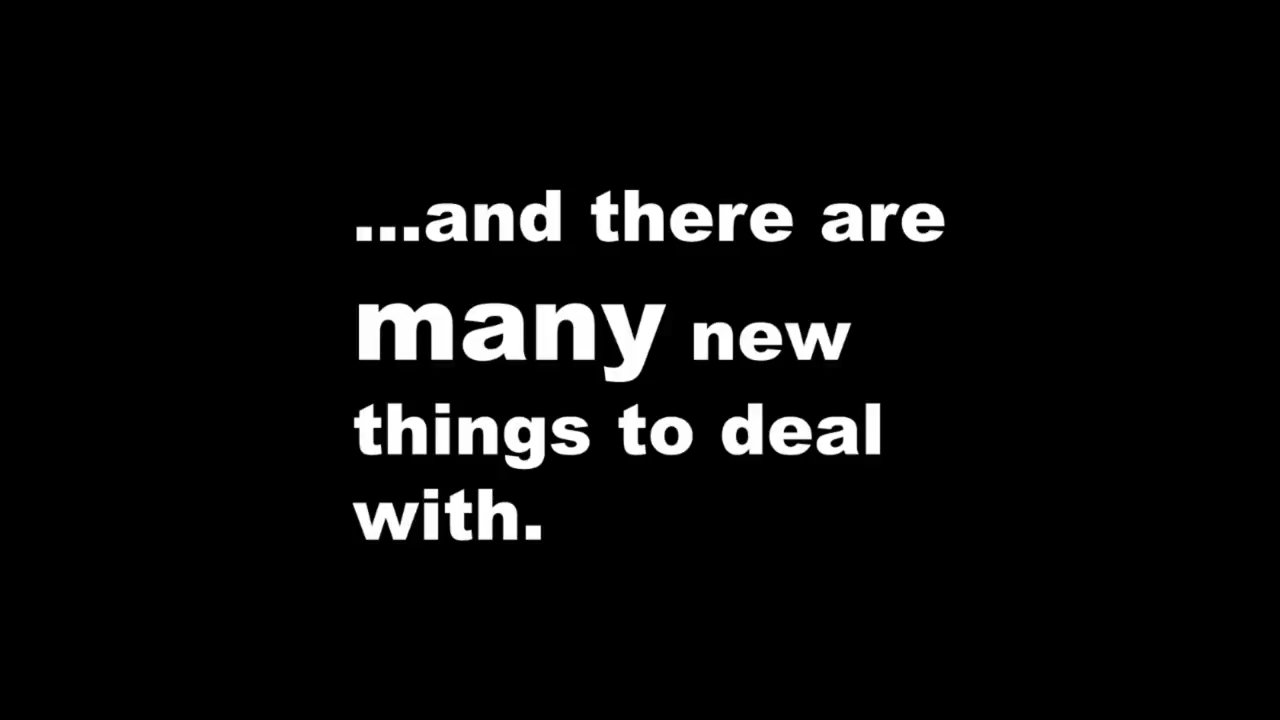 ...and there are
many new
things to deal
with.